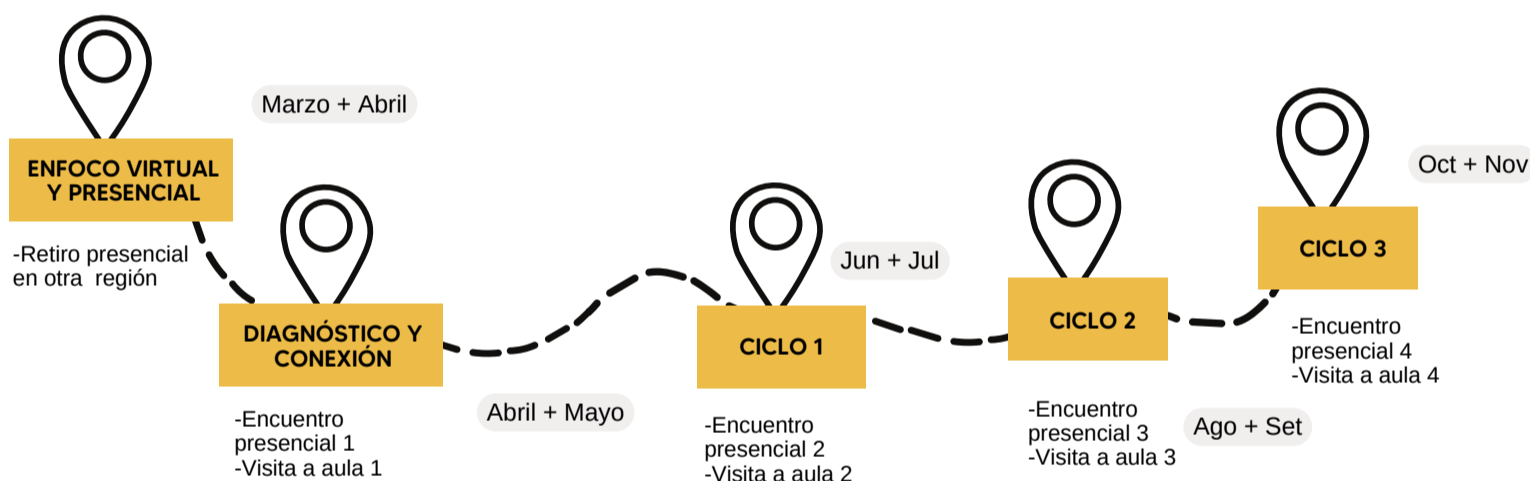 Marzo + Abril
ENFOCO VIRTUAL
Y PRESENCIAL
-Retiro presencial
en otra región
DIAGNÓSTICO Y
CONEXIÓN
-Encuentro
presencial 1
-Visita a aula 1
Abril + Mayo
CICLO 1
-Encuentro
presencial 2
-Visita a aula 2
Jun + Jul
CICLO 2
-Encuentro
presencial 3
-Visita a aula 3
Ago + Set
CICLO 3
-Encuentro
presencial 4
-Visita a aula 4
Oct + Nov